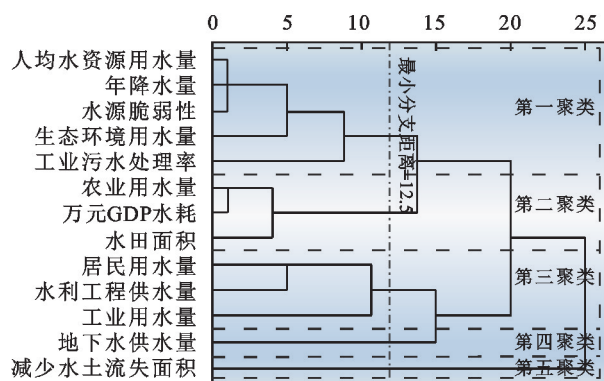 0 5 10 15 20 25
人均水资源用水量
年降水量
水源脆弱性
生态环境用水量
工业污水处理率
农业用水量
万元GDP水耗
水田面积
居民用水量
水利工程供水量
工业用水量
地下水供水量
减少水土流失面积
最小分支距离=12.5
第一聚类
第二聚类
第三聚类
第四聚类
第五聚类